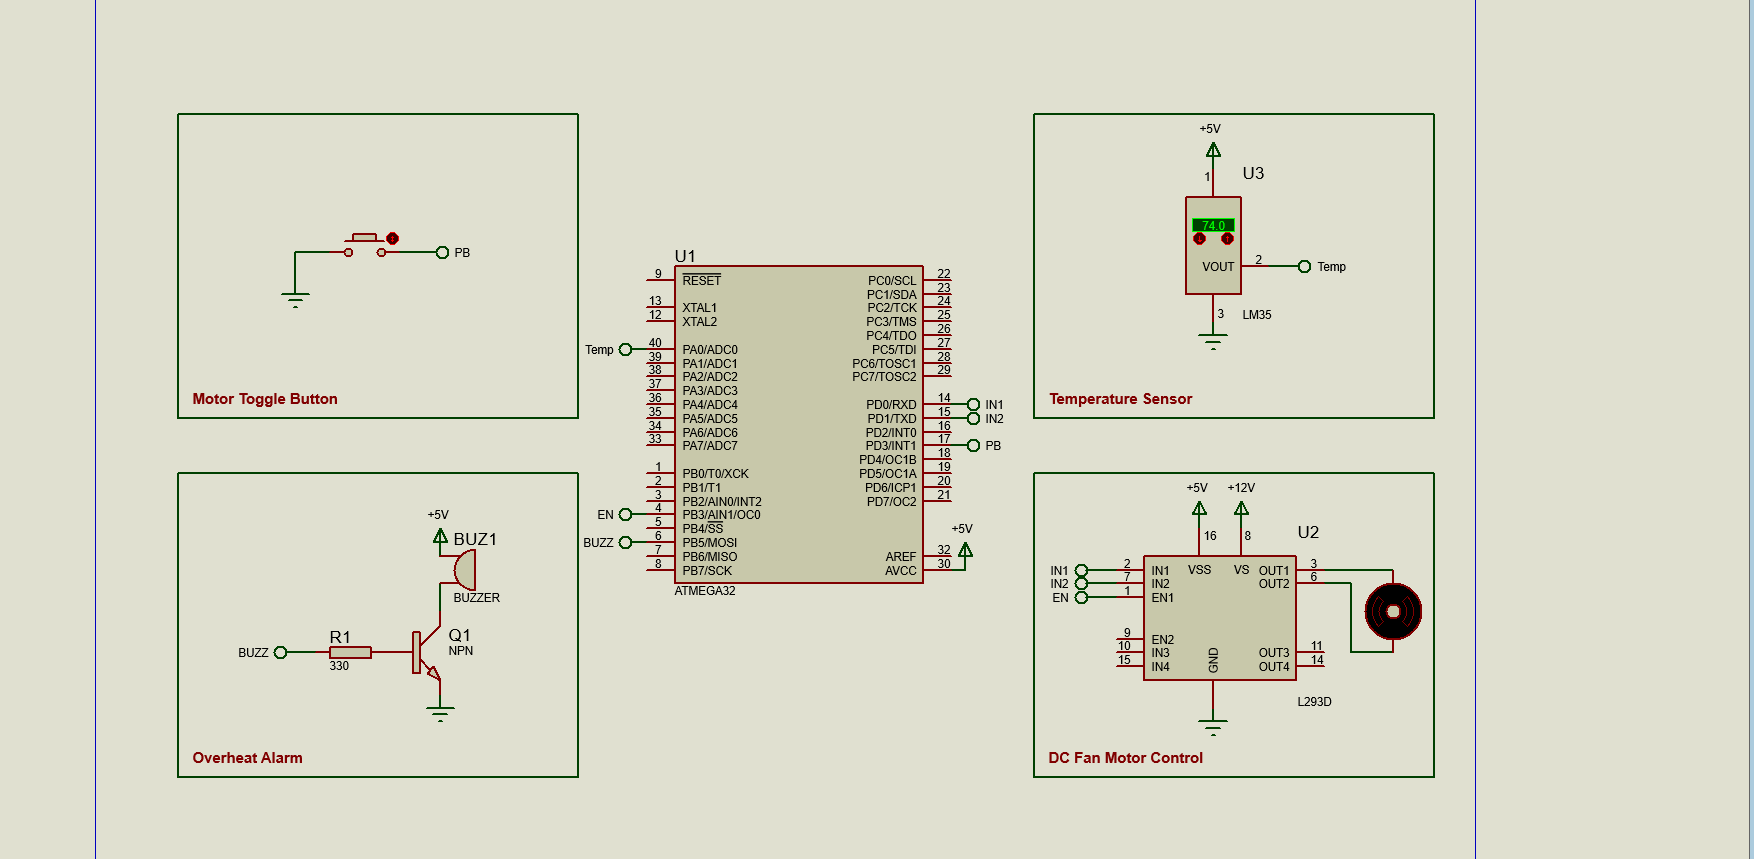 PB
Motor Toggle Button
+5V
BUZ1
BUZZER
BUZZ
R1
330
Q1
NPN
Overheat Alarm
U1
9
RESET
13
XTAL1
12
XTAL2
Temp
40
PA0/ADC0
39
PA1/ADC1
38
PA2/ADC2
37
PA3/ADC3
36
PA4/ADC4
35
PA5/ADC5
34
PA6/ADC6
33
PA7/ADC7
1
PB0/T0/XCK
2
PB1/T1
3
PB2/AIN0/INT2
EN
4
PB3/AIN1/OC0
5
PB4/SS
BUZZ
6
PB5/MOSI
7
PB6/MISO
8
PB7/SCK
PC0/SCL
22
PC1/SDA
23
PC2/TCK
24
PC3/TMS
25
PC4/TDO
26
PC5/TDI
27
PC6/TOSC1
28
PC7/TOSC2
29
PD0/RXD
14
IN1
PD1/TXD
15
IN2
PD2/INT0
16
PD3/INT1
17
PB
PD4/OC1B
18
PD5/OC1A
19
PD6/ICP1
20
PD7/OC2
21
+5V
AREF
32
AVCC
30
ATMEGA32
+5V
1
U3
74.0
VOUT
2
Temp
3
LM35
Temperature Sensor
+5V
+12V
16
8
U2
IN1
2
IN1
VSS
VS
OUT1
3
IN2
7
IN2
OUT2
6
EN
1
EN1
9
EN2
10
IN3
15
IN4
GND
OUT3
11
OUT4
14
L293D
DC Fan Motor Control